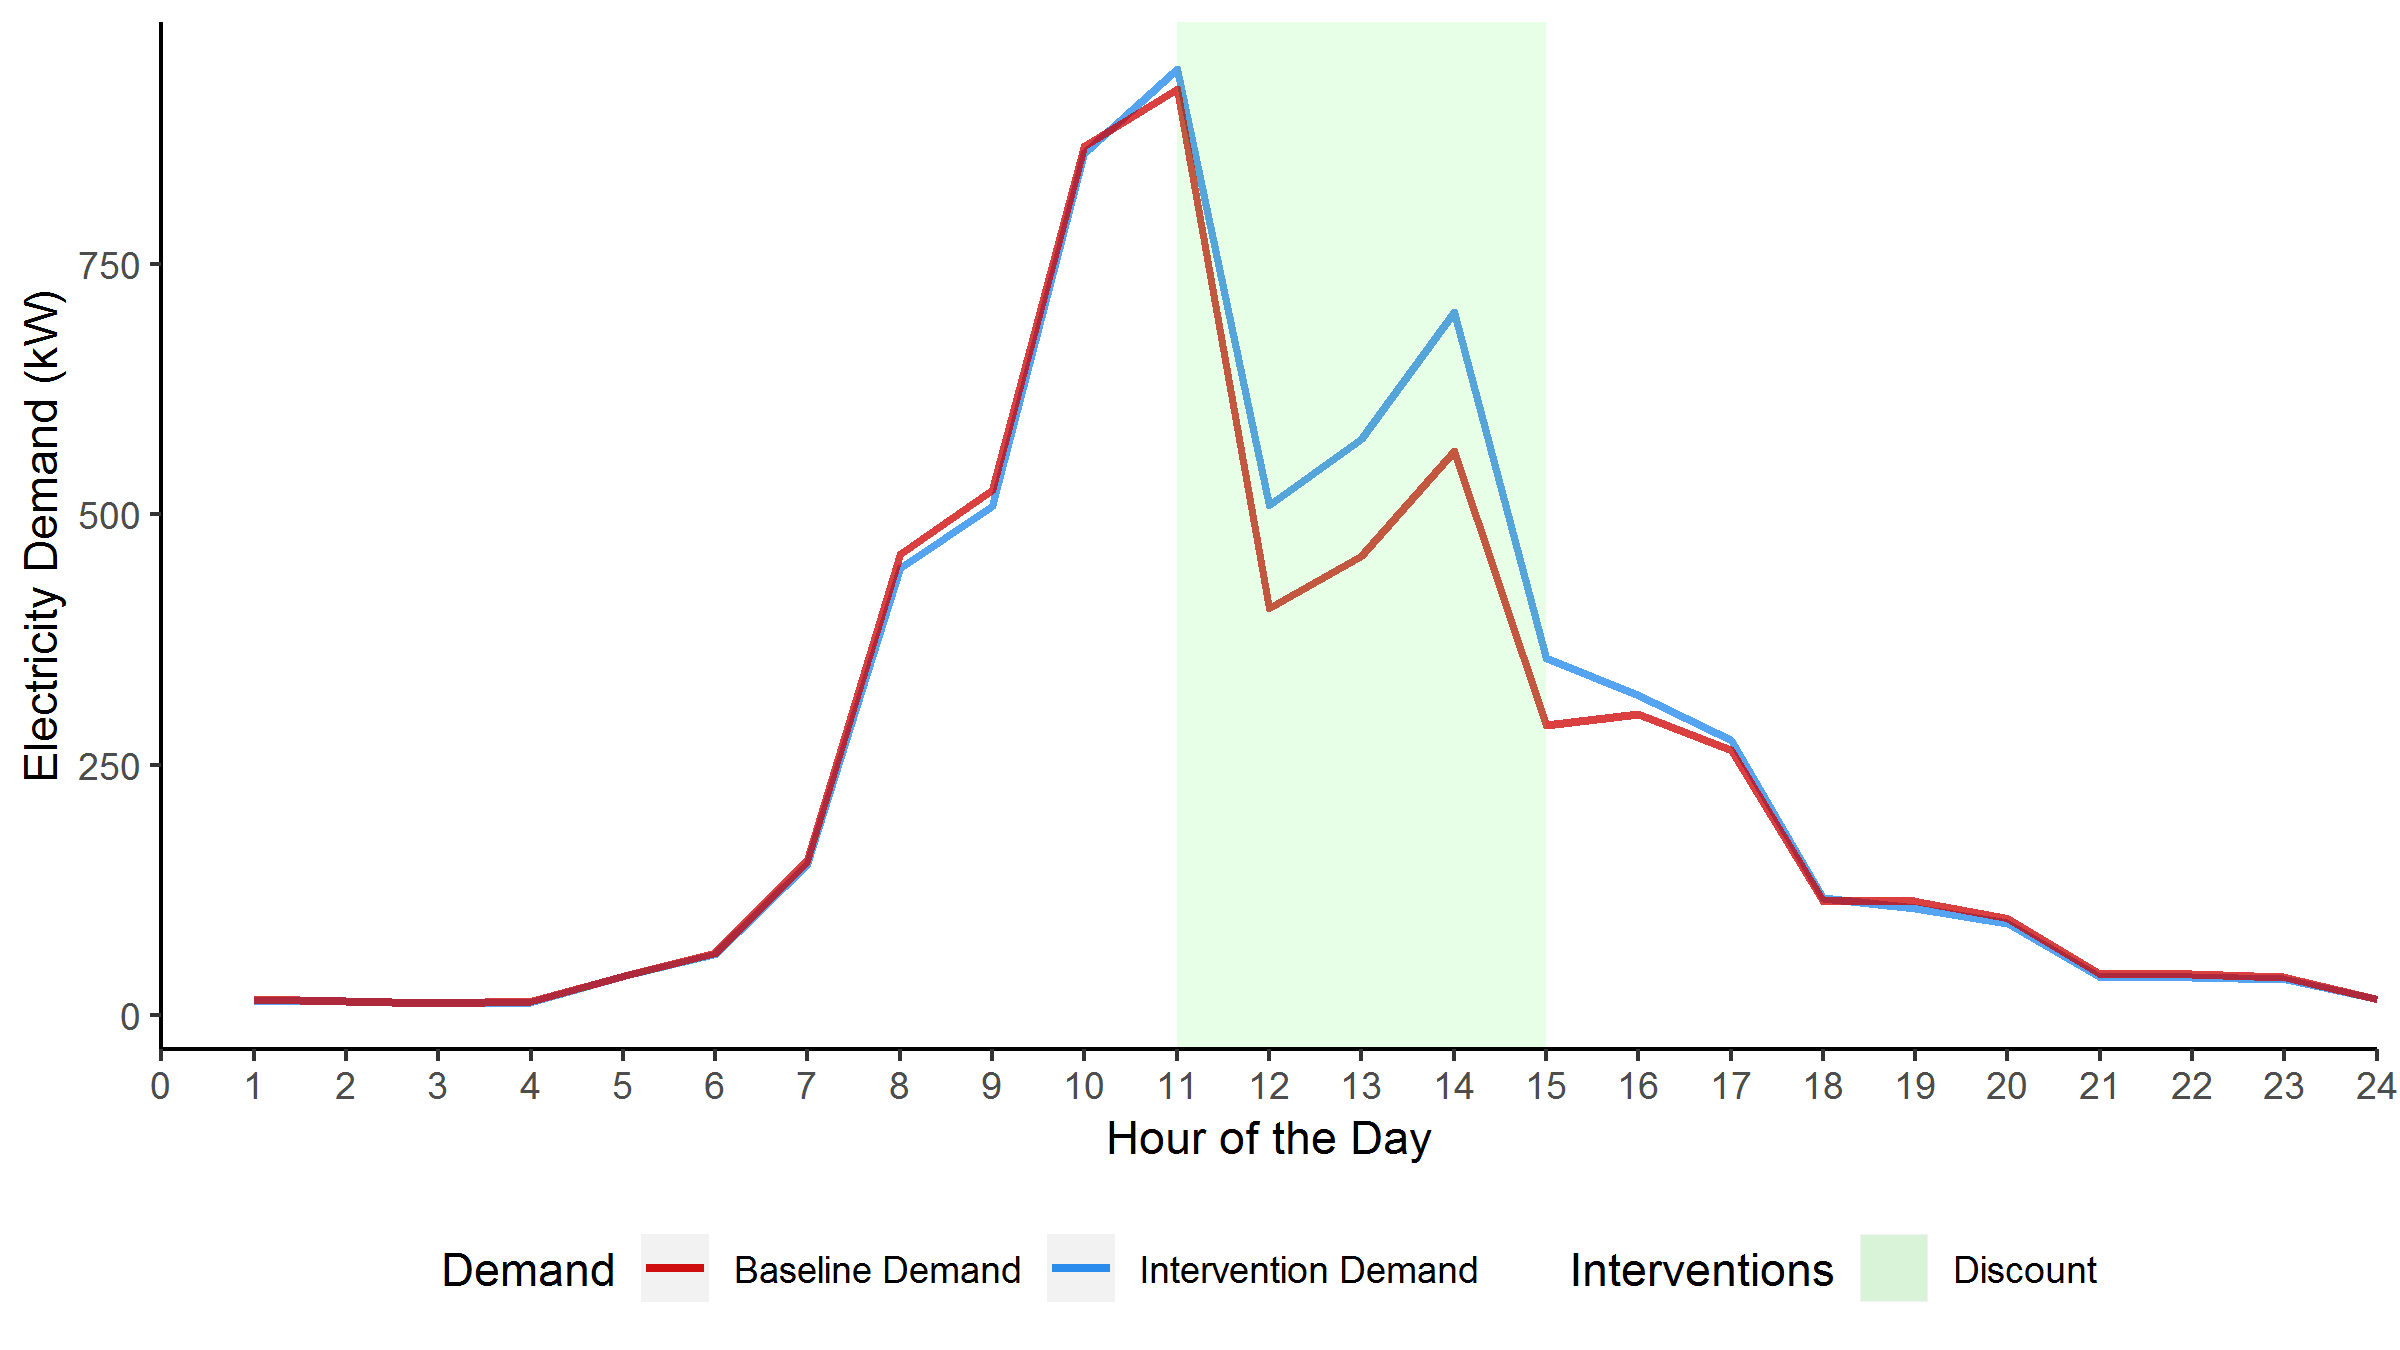 Electricity Demand (kW)
750
500
250
0
0 1 2 3 4 5 6 7 8 9 10 11 12 13 14 15 16 17 18 19 20 21 22 23 24
Hour of the Day
Demand Baseline Demand Intervention Demand Interventions Discount